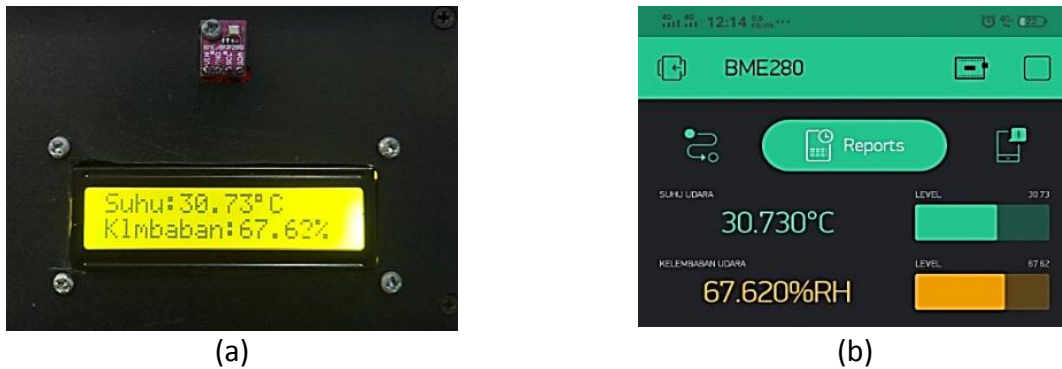 Suhu:30.73°C
Klmbaban:67.62%
(a)
12:14
BME280
Reports
SUHU UDARA
LEVEL
30.73
30.730°C
KELEMBABAN UDARA
LEVEL
67.62
67.620%RH
(b)